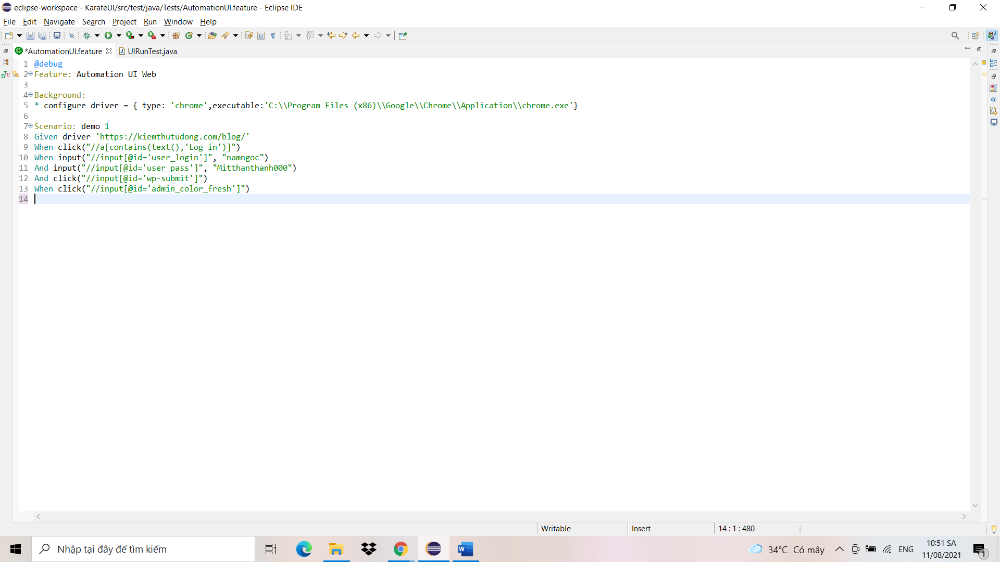 eclipse-workspace - KarateUI/src/test/java/Tests/AutomationUI.feature - Eclipse IDE
File Edit Navigate Search Project Run Window Help
*AutomationUI.feature UIRunTest.java
1 @debug
2 Feature: Automation UI Web
3
4 Background:
5 * configure driver = { type: 'chrome',executable:'C:\\Program Files (x86)\\Google\\Chrome\\Application\\chrome.exe'}
6
7 Scenario: demo 1
8 Given driver 'https://kiemthutudong.com/blog/'
9 When click("//a[contains(text(),'Log in')]")
10 When input("//input[@id='user_login']", "namngoc")
11 And input("//input[@id='user_pass']", "Mitthanthanh000")
12 And click("//input[@id='wp-submit']")
13 When click("//input[@id='admin_color_fresh']")
14
Writable Insert 14 : 1 : 480
Nhập tại đây để tìm kiếm 34°C Có mây ENG 10:51 SA
11/08/2021 1